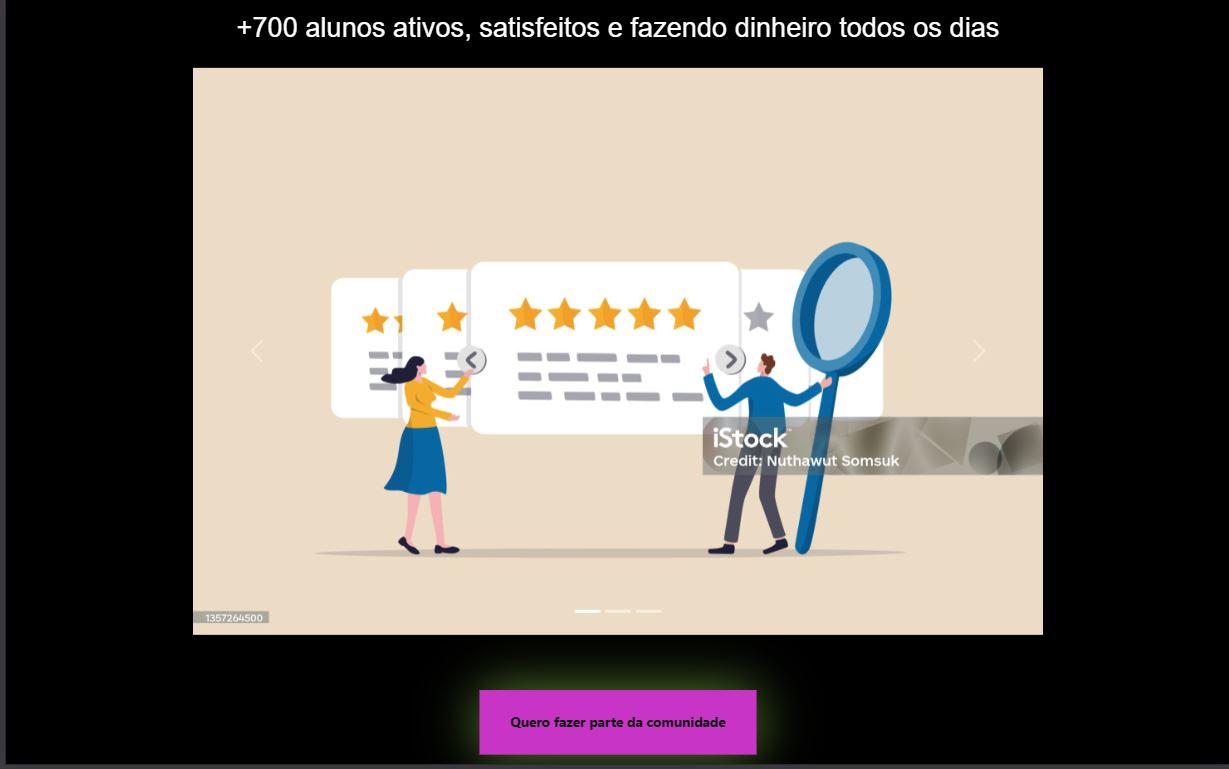 +700 alunos ativos, satisfeitos e fazendo dinheiro todos os dias
iStock
Credit: Nuthawut Somsuk
1357264500
Quero fazer parte da comunidade